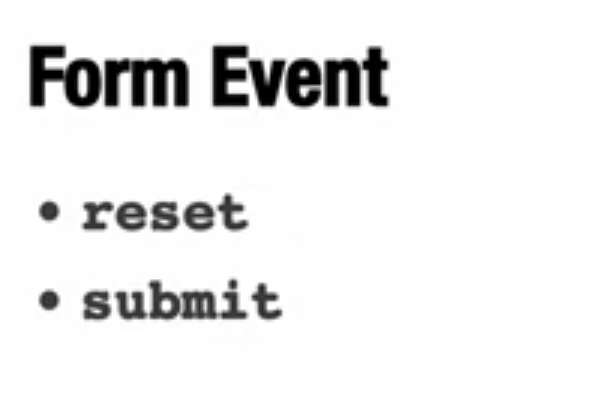 Form Event
• reset
• submit